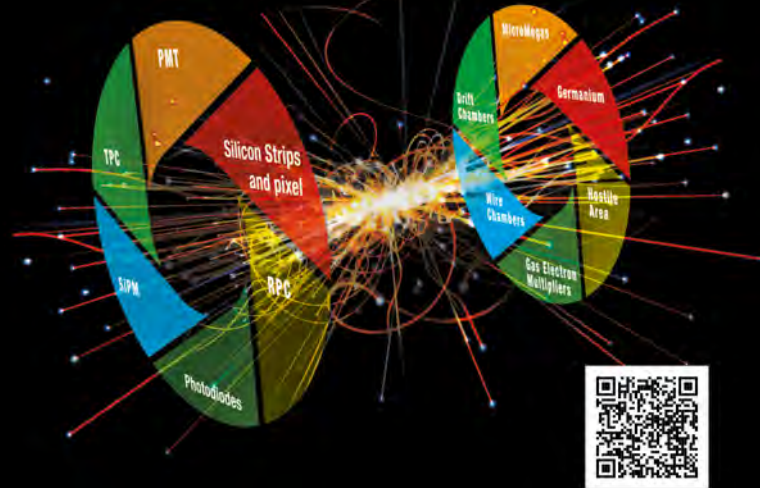 PMT
TPC
Silicon Strips
and pixel
SiPM
RPC
Photodiodes
MicroMegas
Drift
Chambers
Germanium
Wire
Chambers
Hostile
Area
Gas Electron
Multipliers